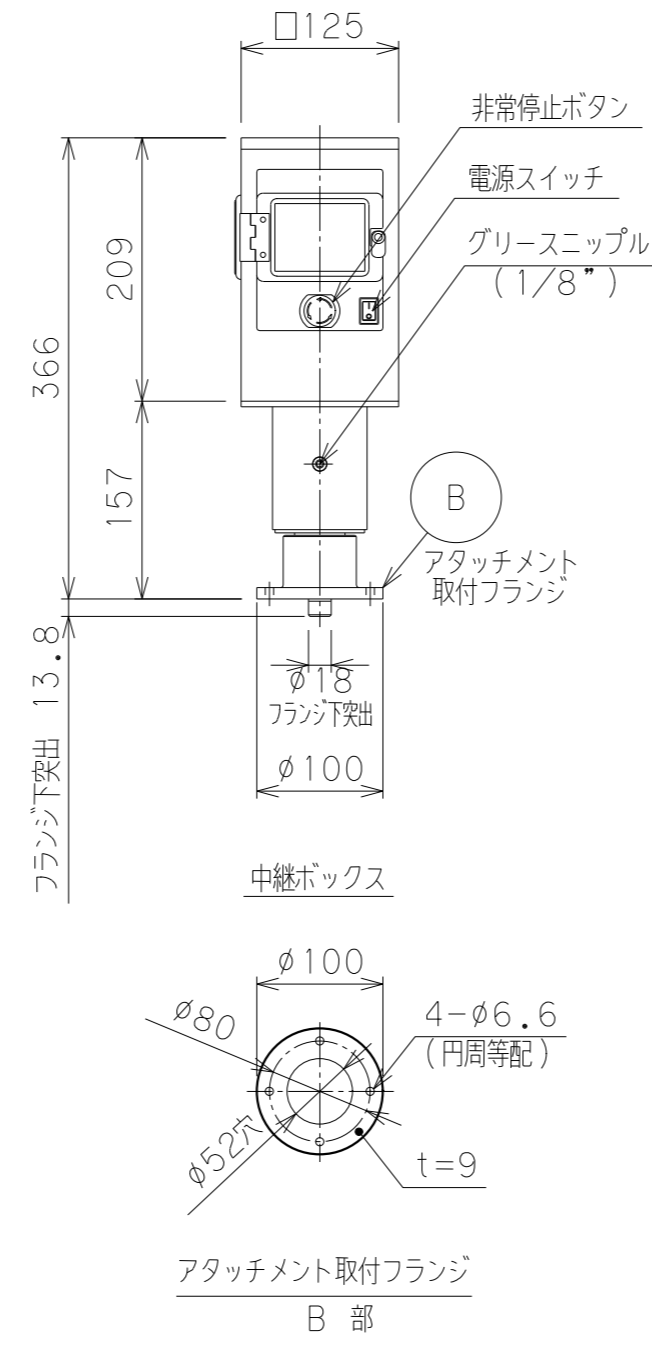 □125
非常停止ボタン
電源スイッチ
グリースニップル
(1/8")
209
366
157
B
アタッチメント
取付フランジ
フランジ下突出 13.8
φ18
フランジ下突出
φ100
中継ボックス
φ100
φ80
4-φ6.6
(円周等配)
φ52穴
t=9
アタッチメント取付フランジ
B 部